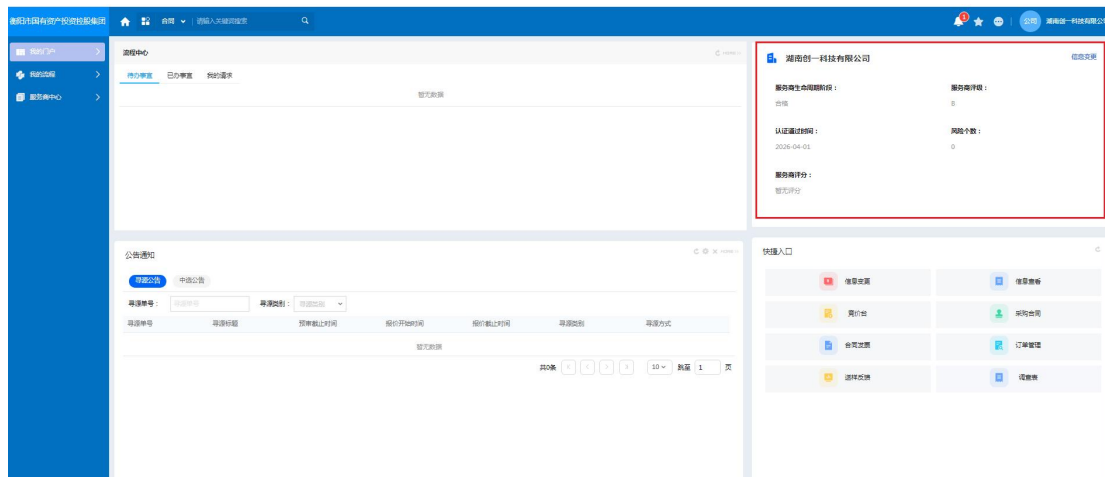 衡阳市国有资产投资控股集团
合同
请输入关键词搜索
公司
湖南创一科技有限公
我的门户
我的流程
服务商中心
流程中心
待办事宜 已办事宜 我的请求
暂无数据
湖南创一科技有限公司 信息变更
服务商生命周期阶段： 服务商评级：
合格 B
认证通过时间： 风险个数：
2026-04-01 0
服务商评分：
暂无评分
公告通知
寻源公告 中选公告
寻源单号： 寻源单号 寻源类别： 寻源类别
寻源单号 寻源标题 预审截止时间 报价开始时间 报价截止时间 寻源类别 寻源方式
暂无数据
共0条 10 跳至 1 页
快捷入口
信息变更 信息查看
竞价台 采购合同
合同发票 订单管理
送样反馈 调查表